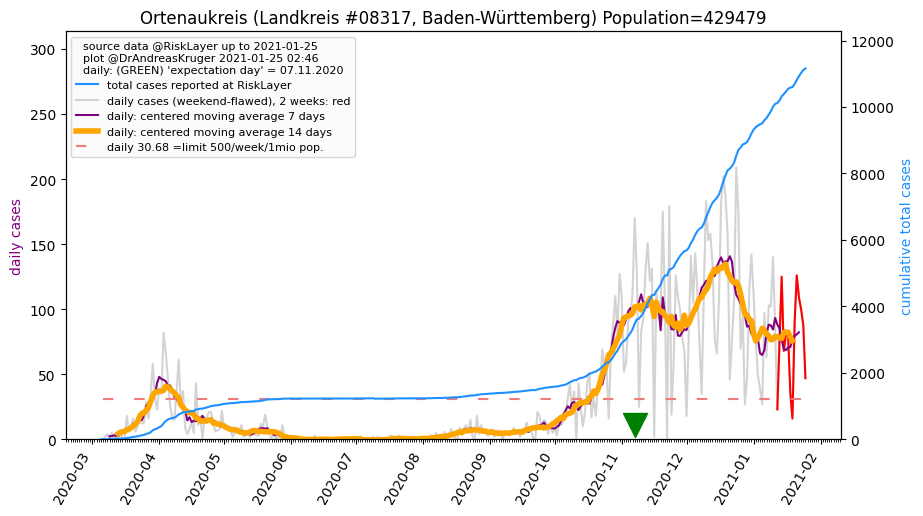 Ortenaukreis (Landkreis #08317, Baden-Württemberg) Population=429479
source data @RiskLayer up to 2021-01-25
plot @DrAndreasKruger 2021-01-25 02:46
daily: (GREEN) 'expectation day' = 07.11.2020
total cases reported at RiskLayer
daily cases (weekend-flawed), 2 weeks: red
daily: centered moving average 7 days
daily: centered moving average 14 days
daily 30.68 =limit 500/week/1mio pop.
daily cases
300
250
200
150
100
50
0
cumulative total cases
12000
10000
8000
6000
4000
2000
0
2020-03
2020-04
2020-05
2020-06
2020-07
2020-08
2020-09
2020-10
2020-11
2020-12
2021-01
2021-02